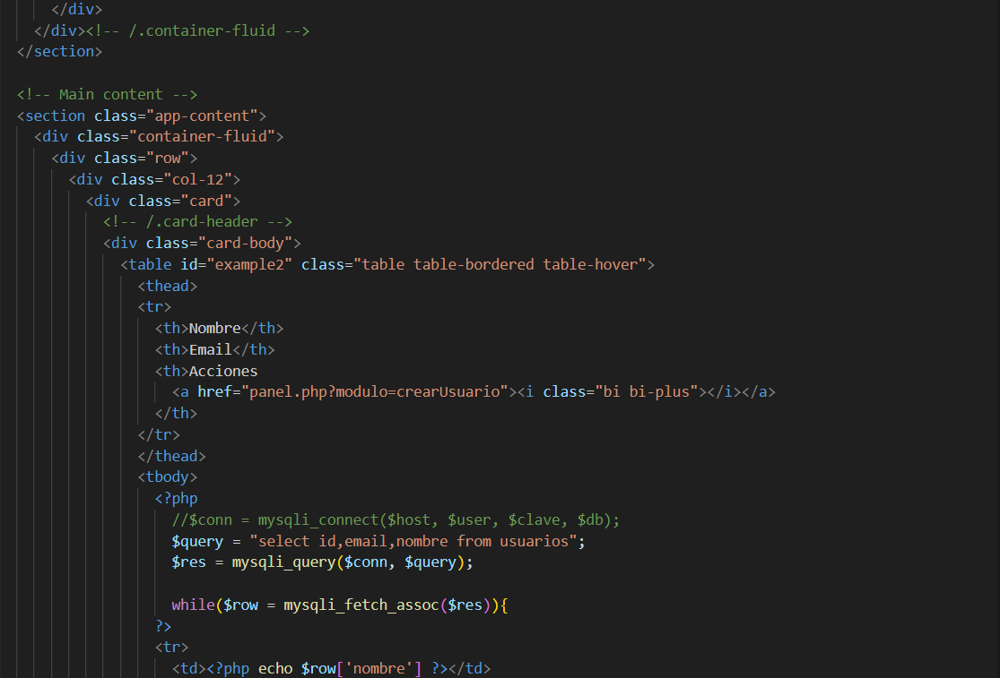 </div>
</div><!-- /.container-fluid -->
</section>
<!-- Main content -->
<section class="app-content">
<div class="container-fluid">
<div class="row">
<div class="col-12">
<div class="card">
<!-- /.card-header -->
<div class="card-body">
<table id="example2" class="table table-bordered table-hover">
<thead>
<tr>
<th>Nombre</th>
<th>Email</th>
<th>Acciones
<a href="panel.php?modulo=crearUsuario"><i class="bi bi-plus"></i></a>
</th>
</tr>
</thead>
<tbody>
<?php
//$conn = mysqli_connect($host, $user, $clave, $db);
$query = "select id,email,nombre from usuarios";
$res = mysqli_query($conn, $query);
while($row = mysqli_fetch_assoc($res)){
?>
<tr>
<td><?php echo $row['nombre'] ?></td>